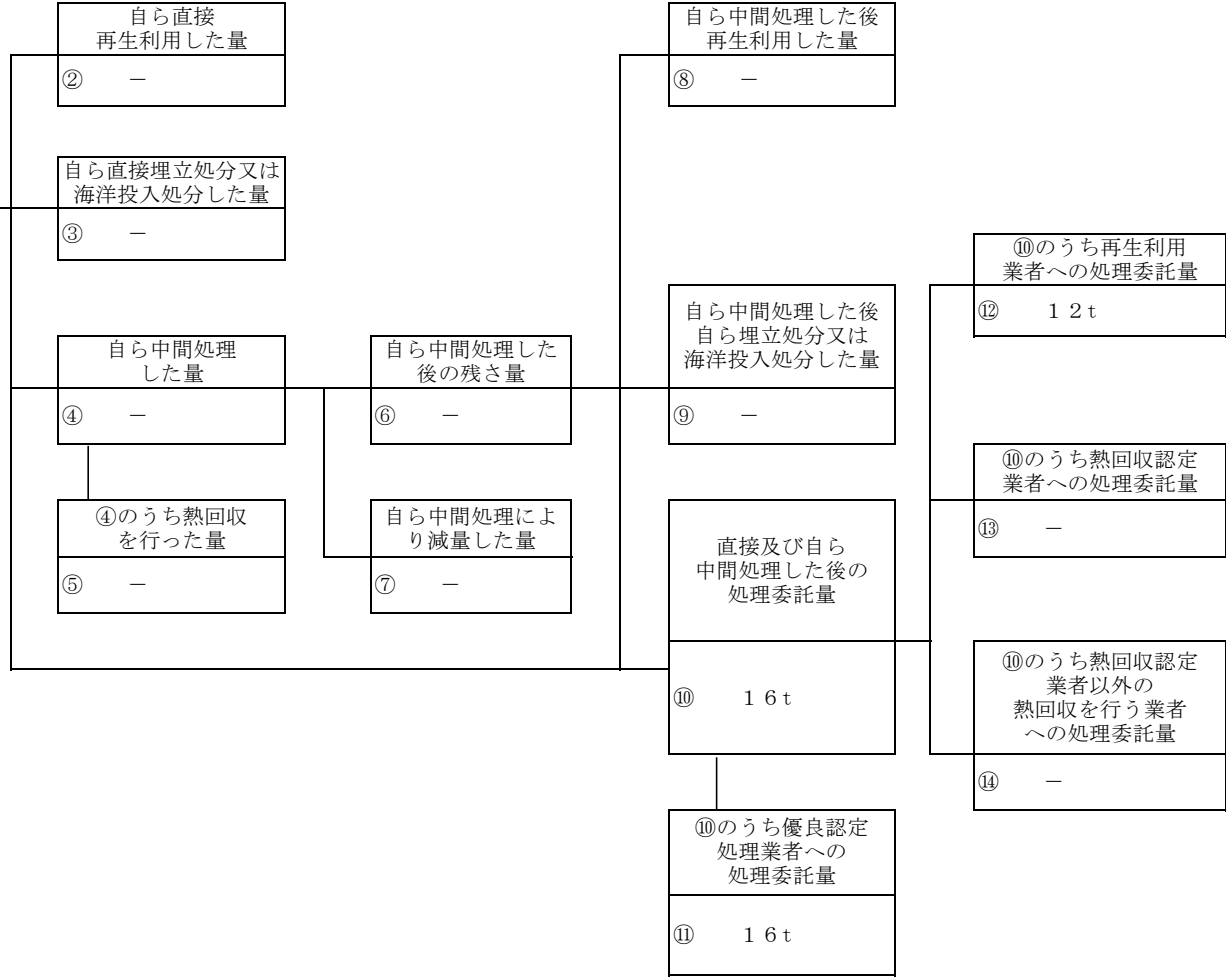 自ら直接
再生利用した量
② －
自ら直接埋立処分又は
海洋投入処分した量
③ －
自ら中間処理
した量
④ －
④のうち熱回収
を行った量
⑤ －
自ら中間処理した
後の残さ量
⑥ －
自ら中間処理によ
り減量した量
⑦ －
自ら中間処理した後
再生利用した量
⑧ －
自ら中間処理した後
自ら埋立処分又は
海洋投入処分した量
⑨ －
直接及び自ら
中間処理した後の
処理委託量
⑩ １６ｔ
⑩のうち優良認定
処理業者への
処理委託量
⑪ １６ｔ
⑩のうち再生利用
業者への処理委託量
⑫ １２ｔ
⑩のうち熱回収認定
業者への処理委託量
⑬ －
⑩のうち熱回収認定
業者以外の
熱回収を行う業者
への処理委託量
⑭ －